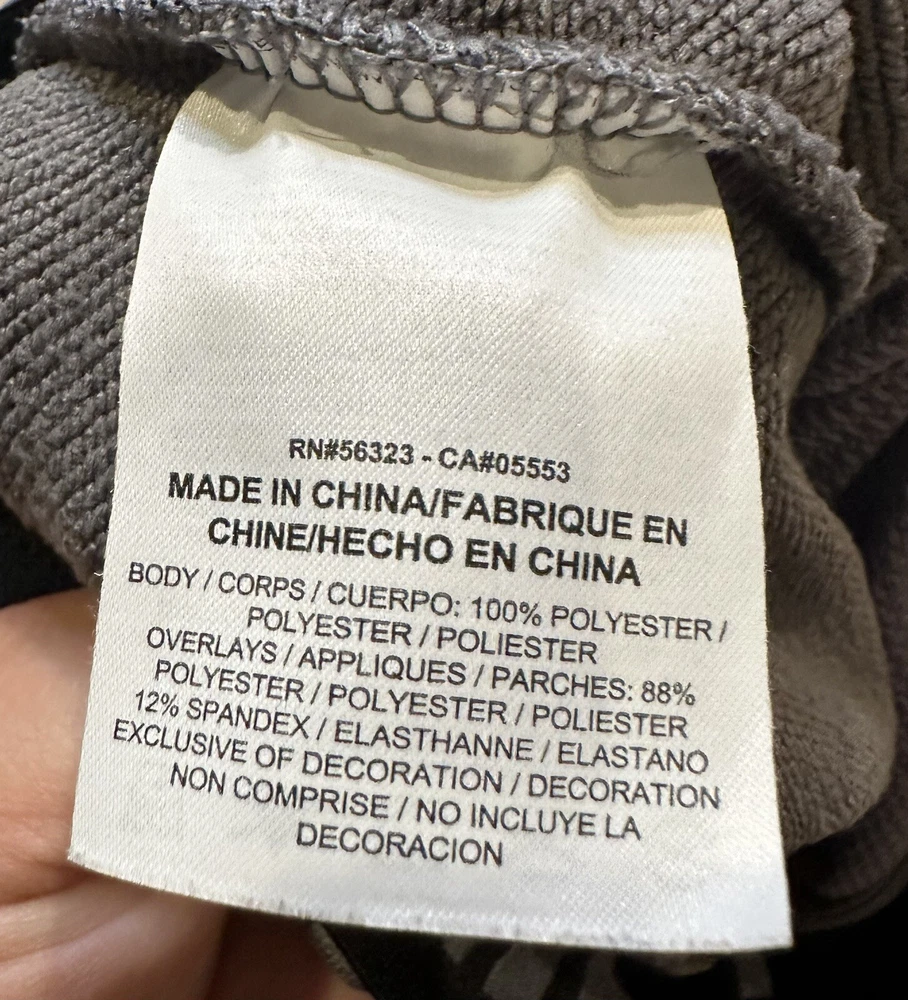 RN#56323 - CA#05553
MADE IN CHINA/FABRIQUE EN
CHINE/HECHO EN CHINA
BODY / CORPS / CUERPO: 100% POLYESTER /
POLYESTER / POLIESTER
OVERLAYS / APPLIQUES / PARCHES: 88%
POLYESTER / POLYESTER / POLIESTER
12% SPANDEX / ELASTHANNE / ELASTANO
EXCLUSIVE OF DECORATION / DECORATION
NON COMPRISE / NO INCLUYE LA
DECORACION